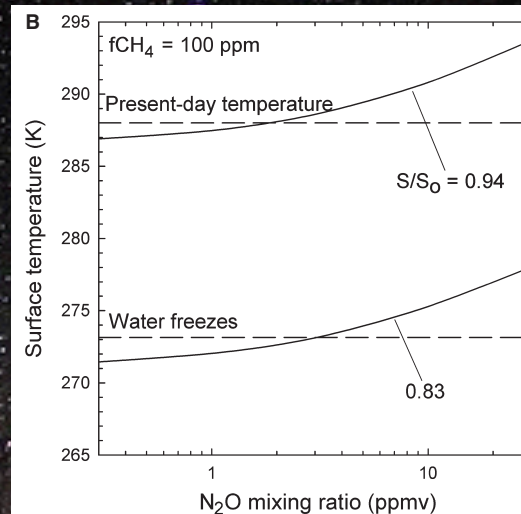 B
fCH4 = 100 ppm
295
290
285
280
275
270
265
Surface temperature (K)
Present-day temperature
S/So = 0.94
Water freezes
0.83
1
10
N2O mixing ratio (ppmv)